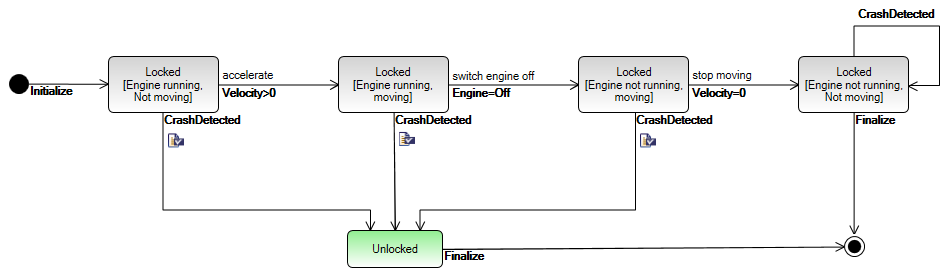 CrashDetected
Locked
[Engine running,
Not moving]
Locked
[Engine running,
moving]
Locked
[Engine not running,
moving]
Locked
[Engine not running,
Not moving]
Initialize
accelerate
Velocity>0
switch engine off
Engine=Off
stop moving
Velocity=0
CrashDetected
CrashDetected
CrashDetected
Finalize
Unlocked
Finalize